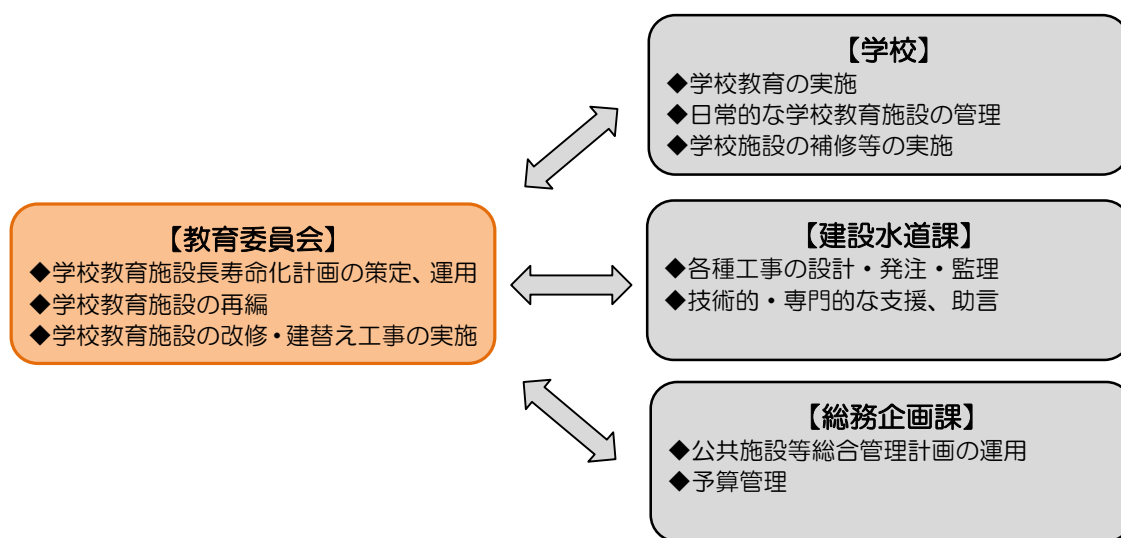 【学校】
◆学校教育の実施
◆日常的な学校教育施設の管理
◆学校施設の補修等の実施
【教育委員会】
◆学校教育施設長寿命化計画の策定、運用
◆学校教育施設の再編
◆学校教育施設の改修・建替え工事の実施
【建設水道課】
◆各種工事の設計・発注・監理
◆技術的・専門的な支援、助言
【総務企画課】
◆公共施設等総合管理計画の運用
◆予算管理